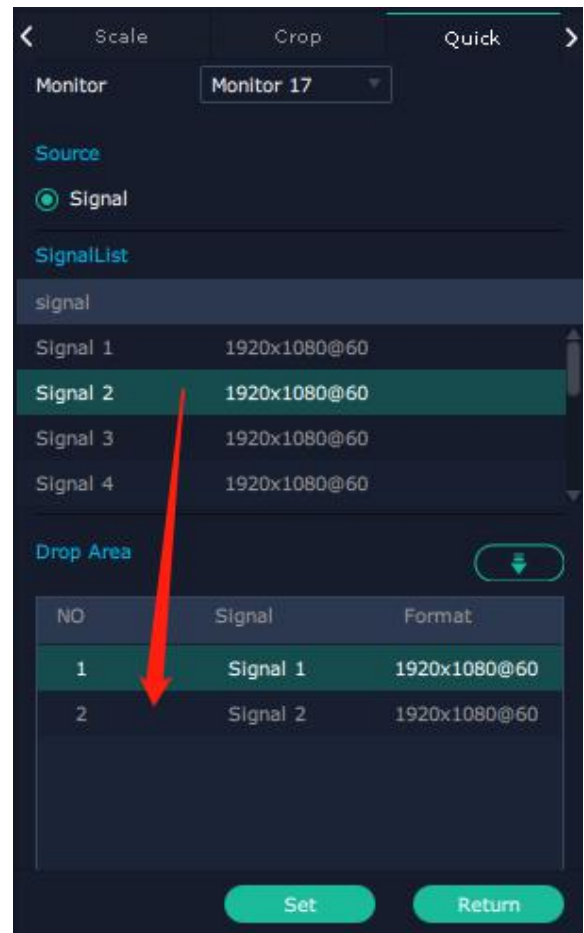 Scale Crop Quick
Monitor Monitor 17
Source
Signal
SignalList
signal
Signal 1 1920x1080@60
Signal 2 1920x1080@60
Signal 3 1920x1080@60
Signal 4 1920x1080@60
Drop Area
NO Signal Format
1 Signal 1 1920x1080@60
2 Signal 2 1920x1080@60
Set Return